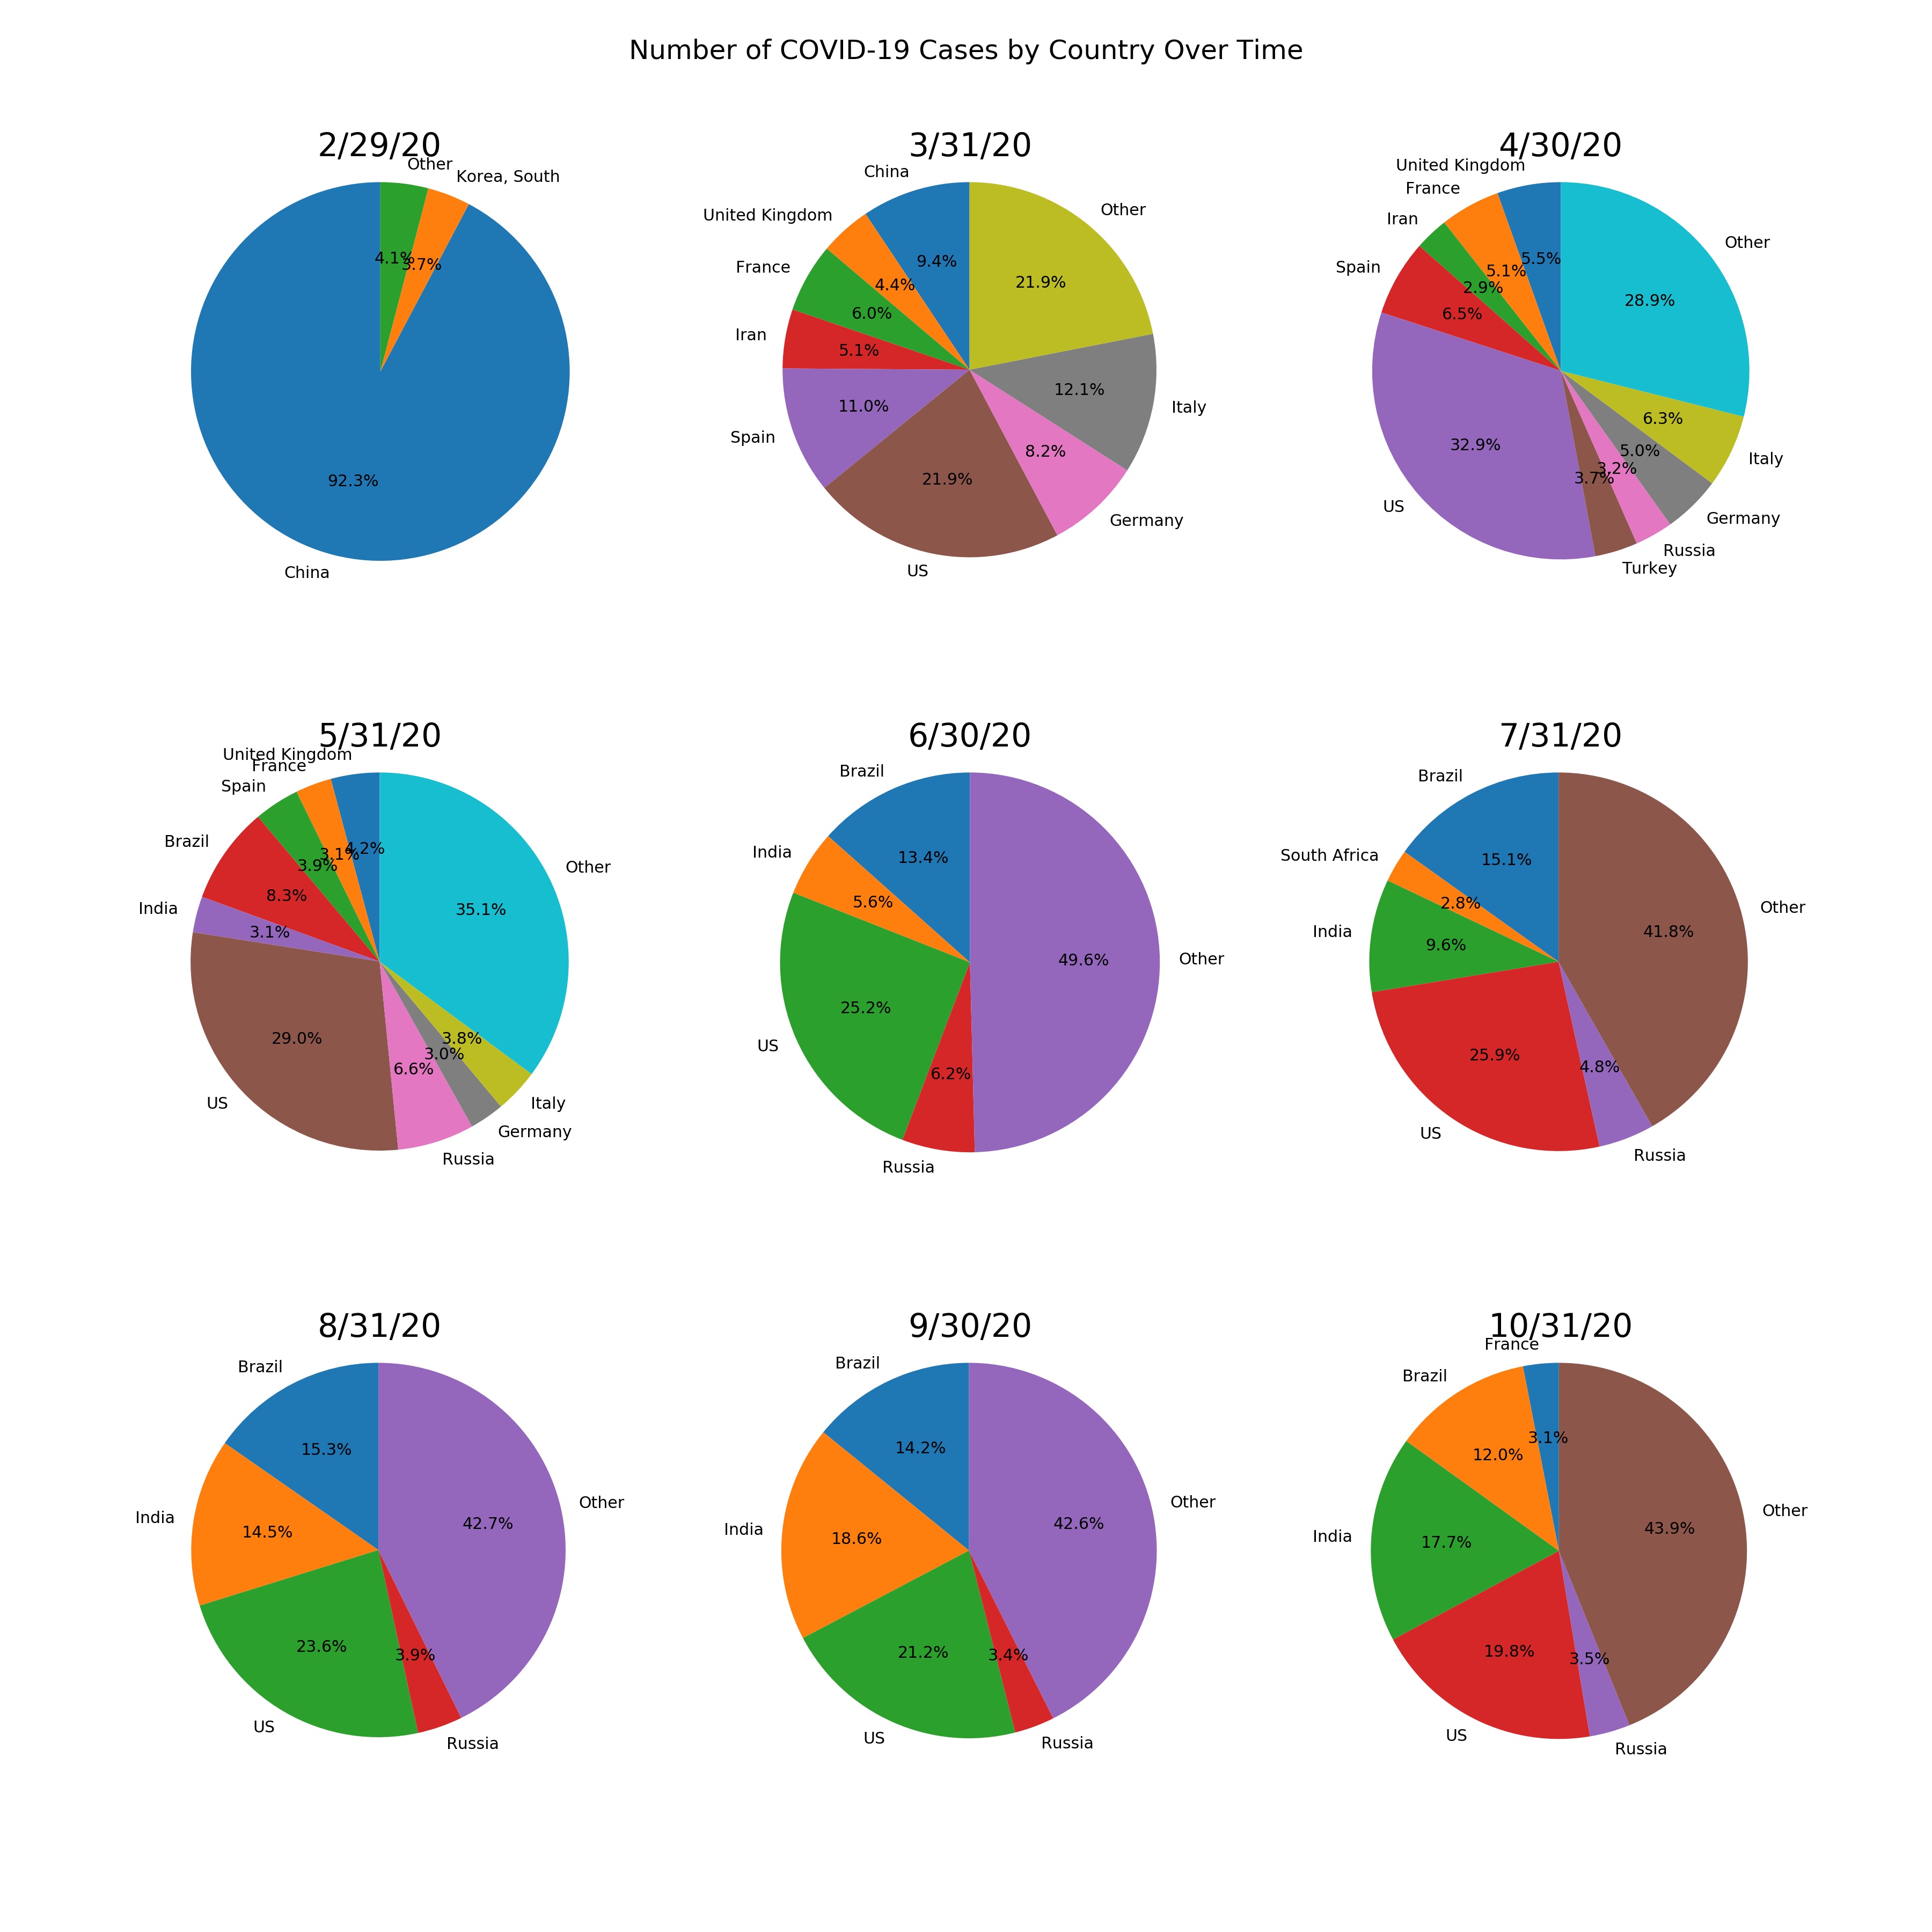 Number of COVID-19 Cases by Country Over Time
2/29/20
Other
Korea, South
4.1%
3.7%
92.3%
China
3/31/20
China
United Kingdom
Other
France
9.4%
21.9%
4.4%
6.0%
Iran
5.1%
12.1%
Spain
11.0%
Italy
8.2%
21.9%
Germany
US
4/30/20
United Kingdom
France
Iran
Other
Spain
5.5%
5.1%
2.9%
28.9%
6.5%
6.3%
32.9%
5.0%
3.2%
3.7%
Italy
US
Germany
Russia
Turkey
5/31/20
United Kingdom
France
Spain
Brazil
4.2%
3.1%
3.9%
Other
8.3%
India
35.1%
3.1%
29.0%
3.8%
3.0%
6.6%
US
Italy
Germany
Russia
6/30/20
Brazil
India
13.4%
5.6%
49.6%
Other
25.2%
US
6.2%
Russia
7/31/20
Brazil
South Africa
15.1%
2.8%
Other
India
9.6%
41.8%
25.9%
4.8%
US
Russia
8/31/20
Brazil
15.3%
Other
India
14.5%
42.7%
23.6%
3.9%
US
Russia
9/30/20
Brazil
14.2%
Other
India
18.6%
42.6%
21.2%
3.4%
US
Russia
10/31/20
France
Brazil
3.1%
12.0%
Other
India
17.7%
43.9%
19.8%
3.5%
US
Russia